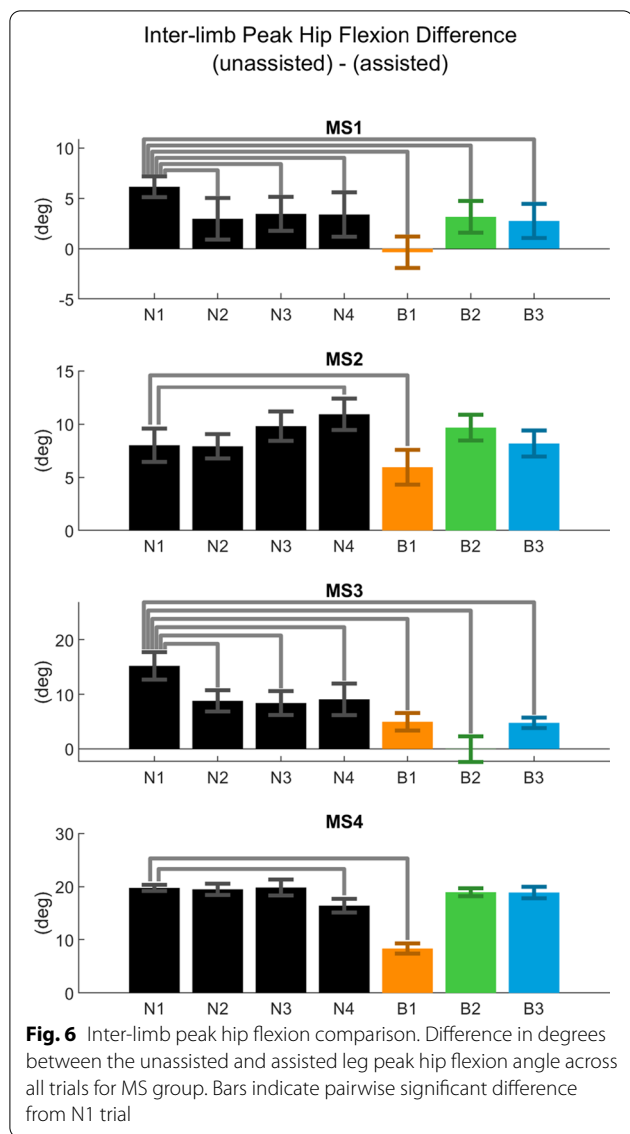 Inter-limb Peak Hip Flexion Difference
(unassisted) - (assisted)
MS1
10
5
0
-5
(deg)
N1 N2 N3 N4 B1 B2 B3
MS2
15
10
5
0
(deg)
N1 N2 N3 N4 B1 B2 B3
MS3
20
10
0
(deg)
N1 N2 N3 N4 B1 B2 B3
MS4
30
20
10
0
(deg)
N1 N2 N3 N4 B1 B2 B3
Fig. 6 Inter-limb peak hip flexion comparison. Difference in degrees
between the unassisted and assisted leg peak hip flexion angle across
all trials for MS group. Bars indicate pairwise significant difference
from N1 trial